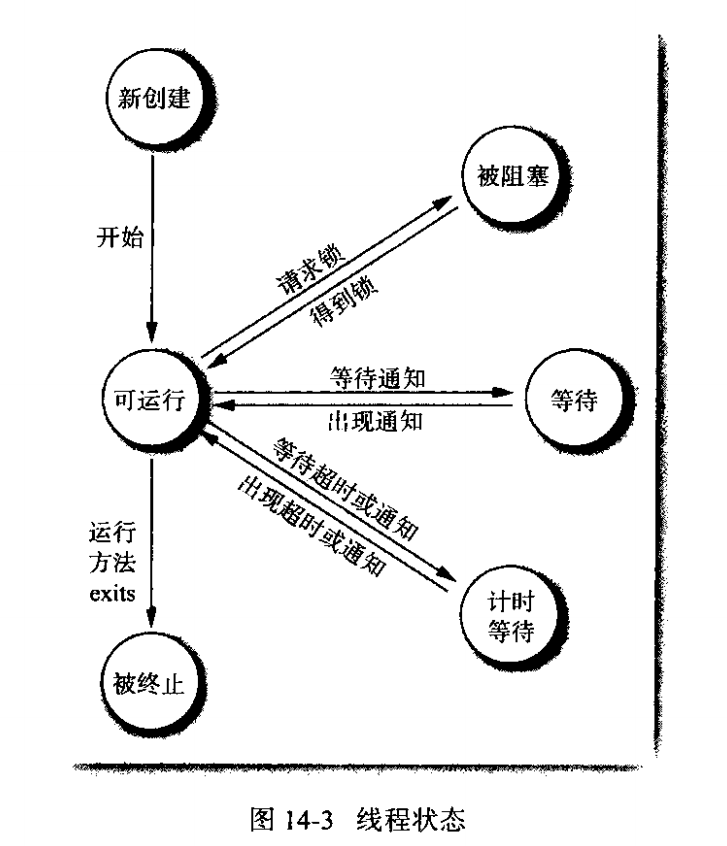 新创建
被阻塞
开始
请求锁
得到锁
可运行
等待通知
出现通知
等待
等待超时或通知
出现超时或通知
运行
方法
exits
计时
等待
被终止
图 14-3 线程状态